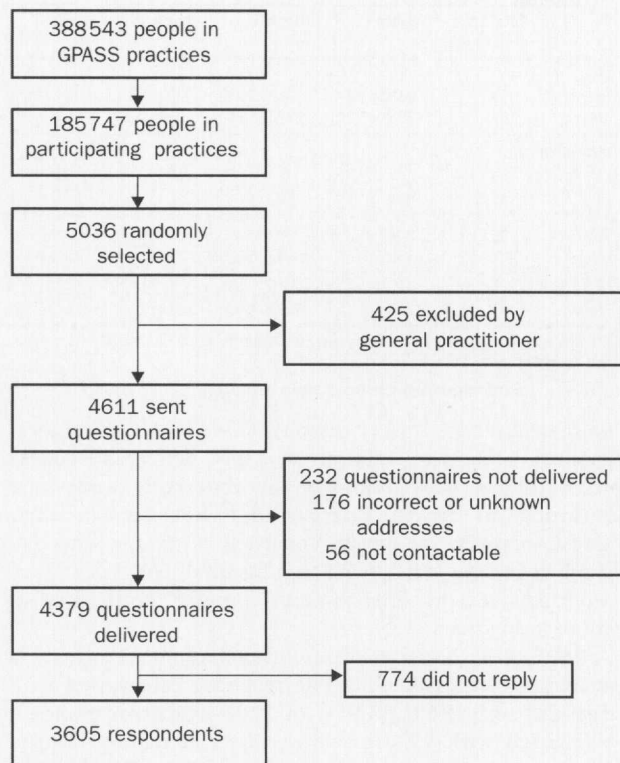 388543 people in
GPASS practices
185747 people in
participating practices
5036 randomly
selected
425 excluded by
general practitioner
4611 sent
questionnaires
232 questionnaires not delivered
176 incorrect or unknown
addresses
56 not contactable
4379 questionnaires
delivered
774 did not reply
3605 respondents